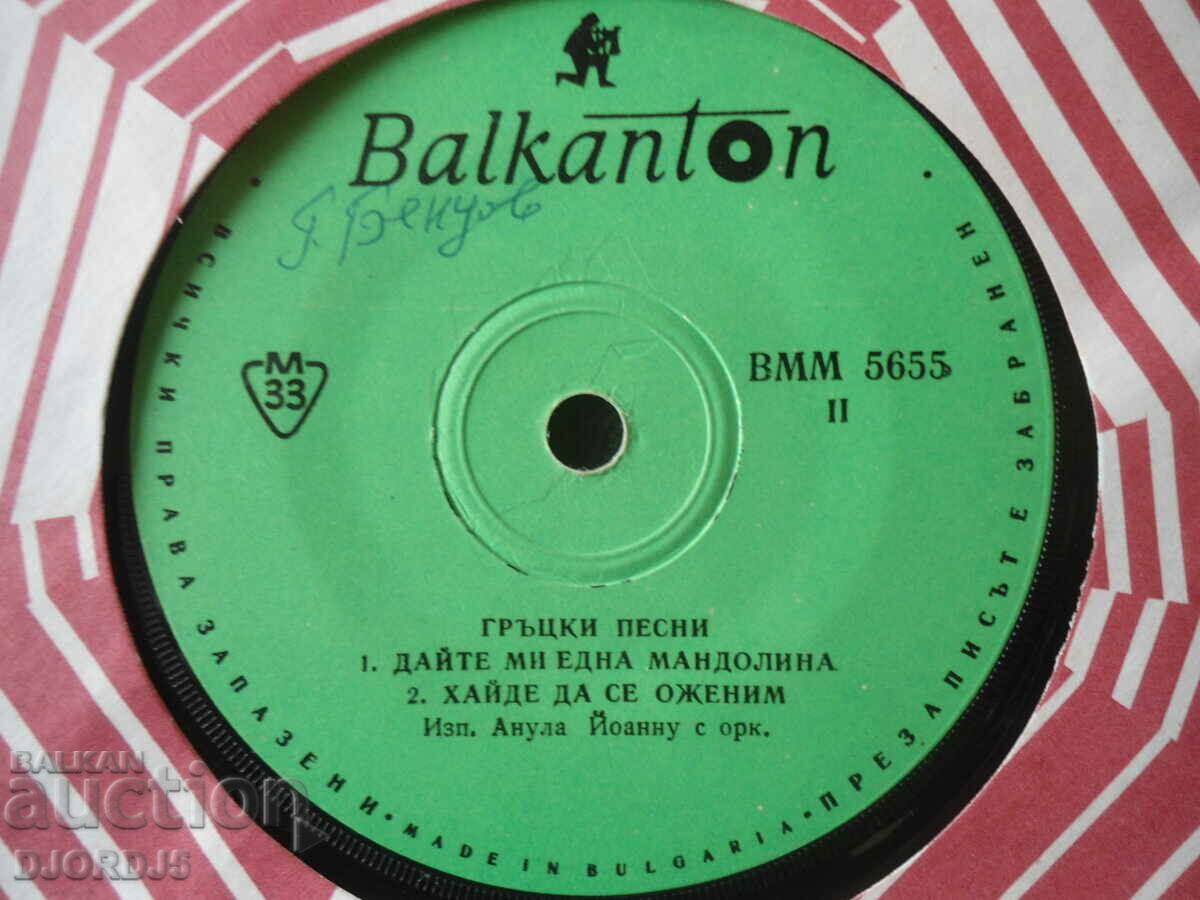 Balkanton
M
33
ВММ 5655
II
ГРЪЦКИ ПЕСНИ
1. ДАЙТЕ МИ ЕДНА МАНДОЛИНА
2. ХАЙДЕ ДА СЕ ОЖЕНИМ
Изп. Анула Йоанну с орк.
• ВСИЧКИ ПРАВА ЗАПАЗЕНИ • MADE IN BULGARIA • ПРЕЗАПИСЪТ Е ЗАБРАНЕН •
BALKAN
auction
DJORDJ5